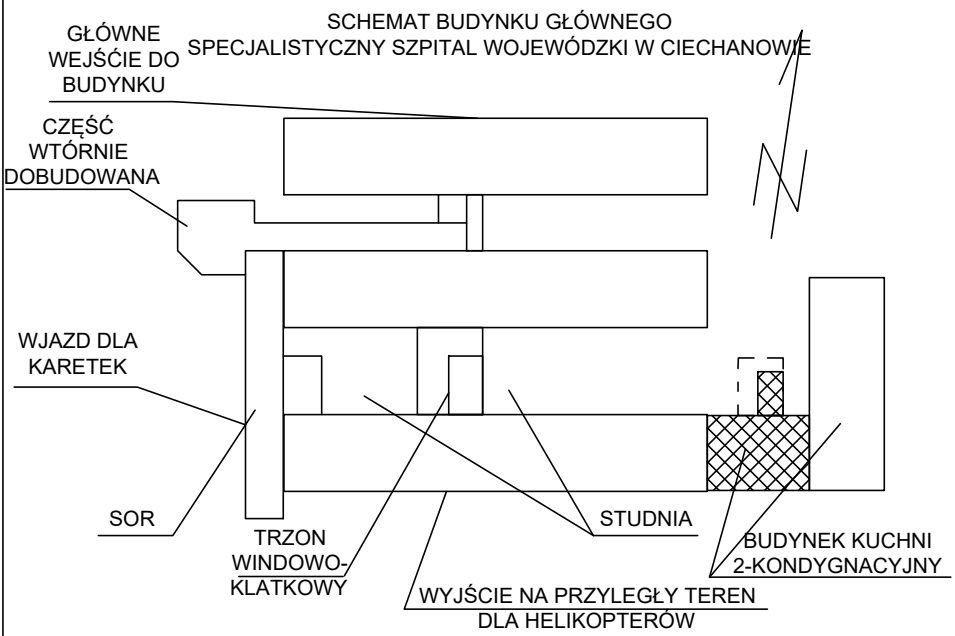 SCHEMAT BUDYNKU GŁÓWNEGO
SPECJALISTYCZNY SZPITAL WOJEWÓDZKI W CIECHANOWIE
GŁÓWNE
WEJŚĆIE DO
BUDYNKU
CZĘŚĆ
WTÓRNIE
DOBUDOWANA
WJAZD DLA
KARETEK
SOR
TRZON
WINDOWO-
KLATKOWY
STUDNIA
WYJŚCIE NA PRZYLEGŁY TEREN
DLA HELIKOPTERÓW
BUDYNEK KUCHNI
2-KONDYGNACYJNY
N